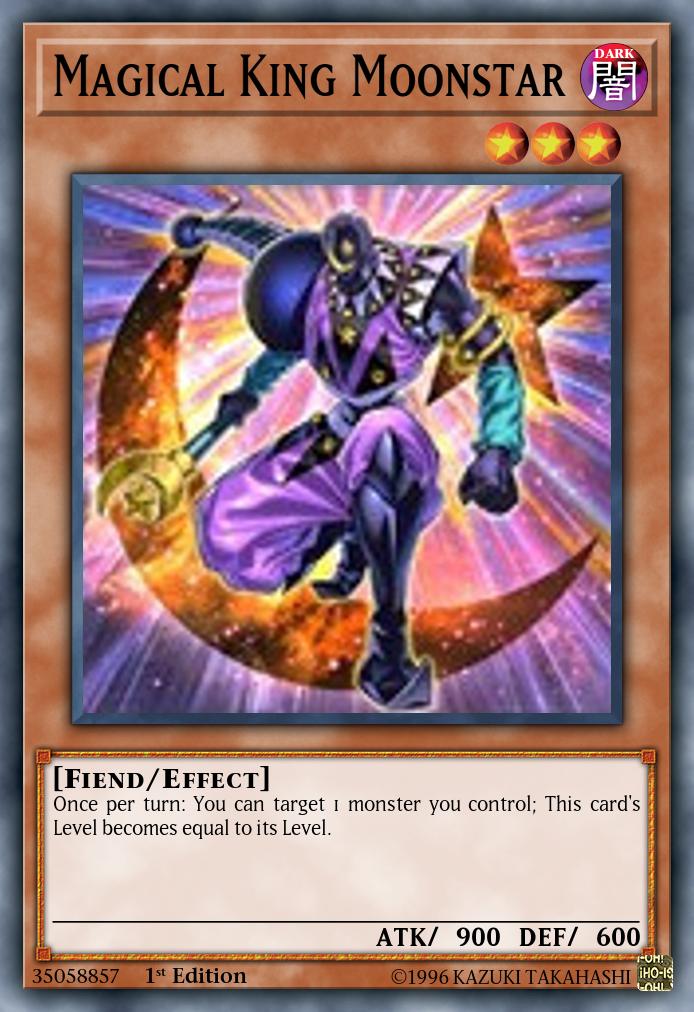 Magical King Moonstar
DARK
闇
[Fiend/Effect]
Once per turn: You can target 1 monster you control; This card's
Level becomes equal to its Level.
ATK/ 900 DEF/ 600
35058857 1st Edition ©1996 KAZUKI TAKAHASHI